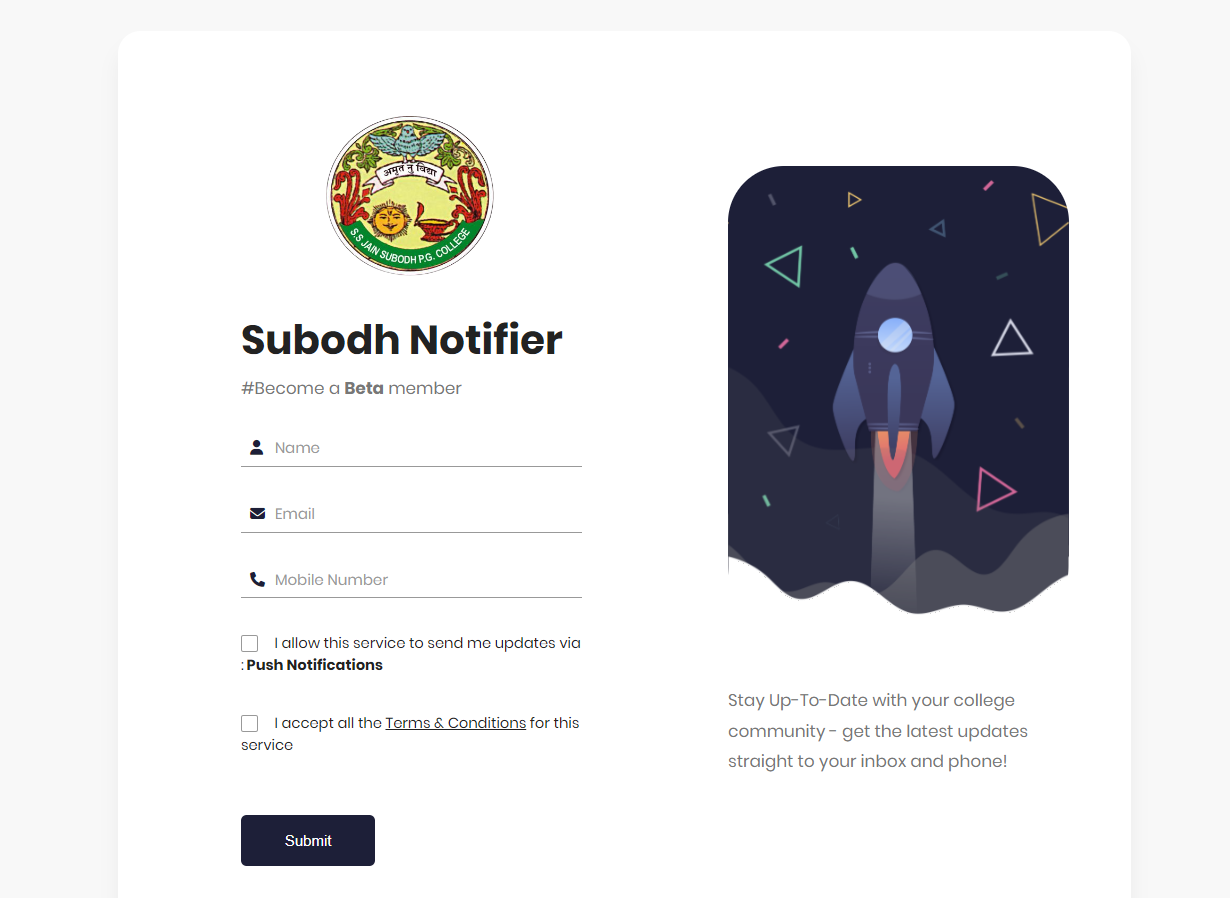 अमृतं नु विद्या
S.S JAIN SUBODH P.G. COLLEGE
Subodh Notifier
#Become a Beta member
Name
Email
Mobile Number
I allow this service to send me updates via
: Push Notifications
I accept all the Terms & Conditions for this
service
Submit
Stay Up-To-Date with your college
community - get the latest updates
straight to your inbox and phone!